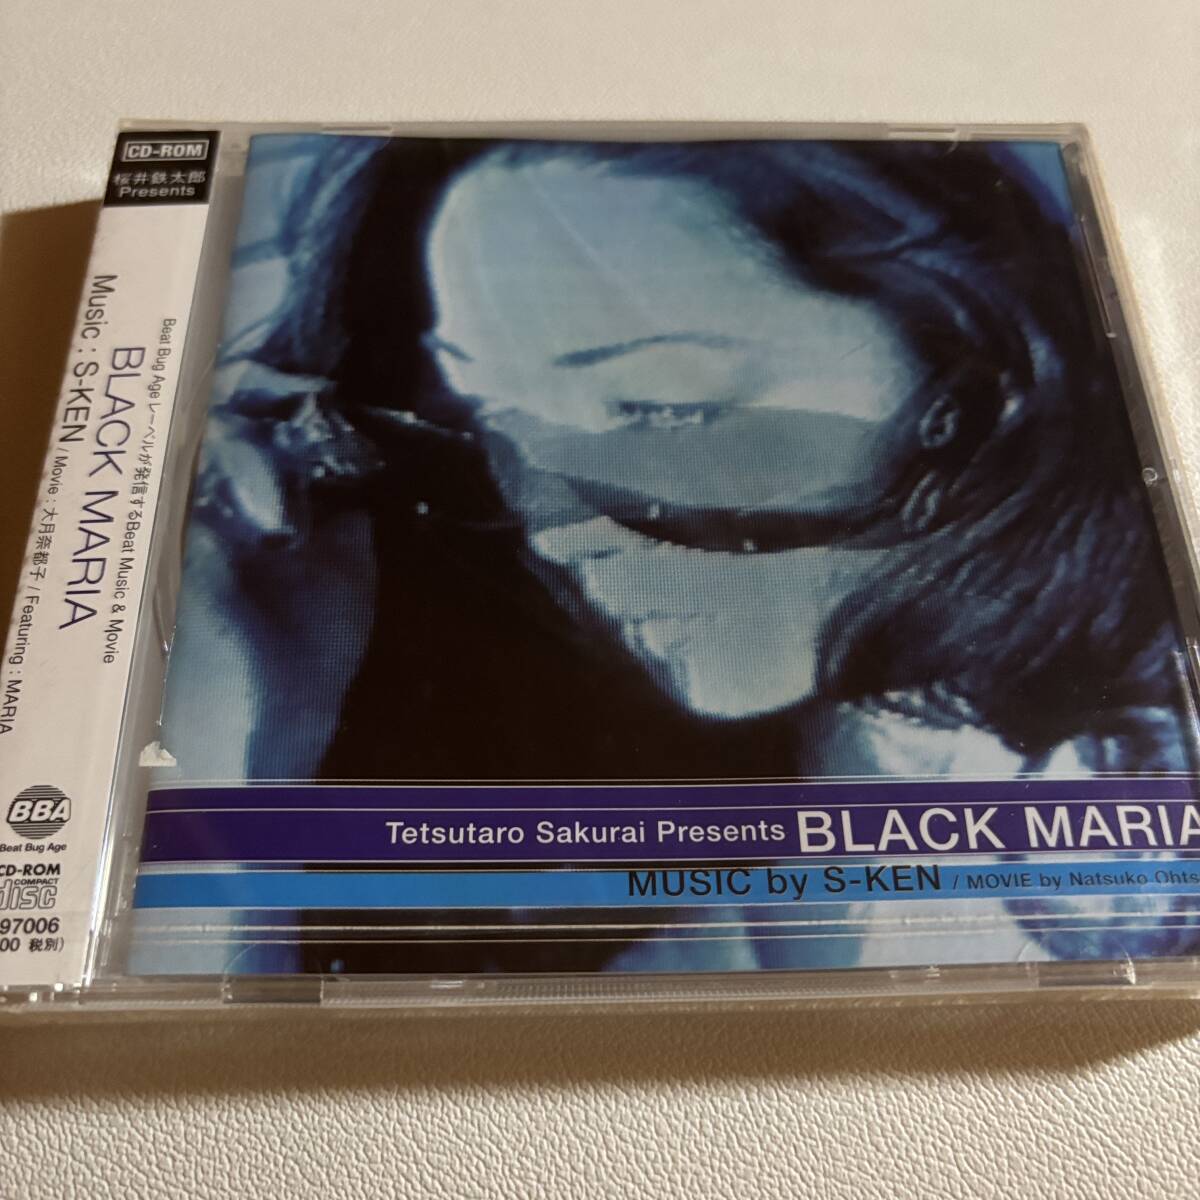 CD-ROM
桜井鉄太郎
Presents
Beat Bug Ageレーベルが発信するBeat Music & Movie
BLACK MARIA
Music : S-KEN / Movie : 大月奈都子 / Featuring : MARIA
BBA
Beat Bug Age
CD-ROM
COMPACT
disc
97006
00 税別)
Tetsutaro Sakurai Presents BLACK MARIA
MUSIC by S-KEN / MOVIE by Natsuko Ohts